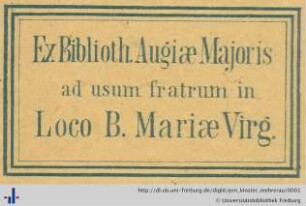 Ex Biblioth. Augiæ Majoris
ad usum fratrum in
Loco B. Mariæ Virg.
http://dl.ub.uni-freiburg.de/diglit/orn_kloster_mehrerau/0001
© Universitätsbibliothek Freiburg